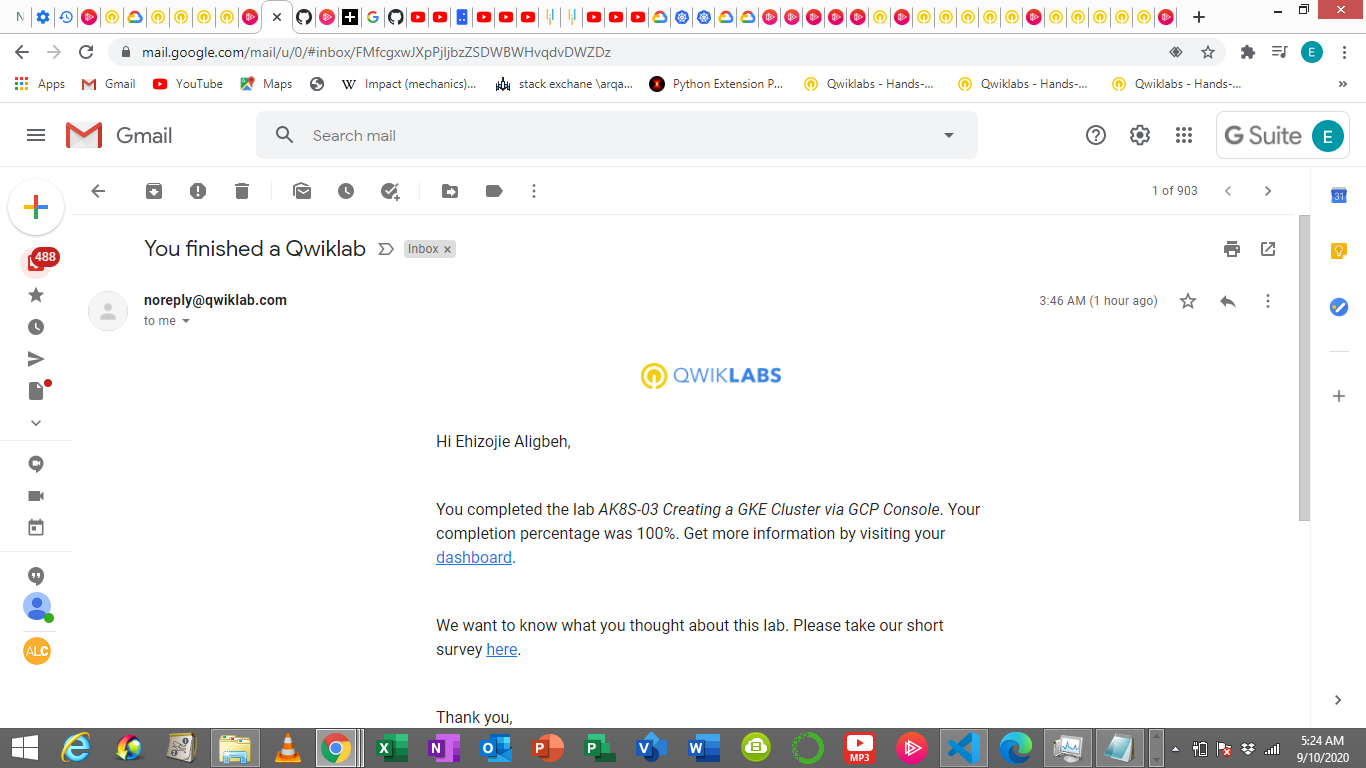 mail.google.com/mail/u/0/#inbox/FMfcgxwJXpPjljbzZSDWBWHvqdvDWZDz
E
Apps Gmail YouTube Maps Impact (mechanics)... stack exchane \arqa... Python Extension P... Qwiklabs - Hands-... Qwiklabs - Hands-... Qwiklabs - Hands-... »
Gmail Search mail G Suite E
1 of 903
31
You finished a Qwiklab Inbox x
488
noreply@qwiklab.com 3:46 AM (1 hour ago)
to me
QWIKLABS
Hi Ehizojie Aligbeh,
You completed the lab AK8S-03 Creating a GKE Cluster via GCP Console. Your
completion percentage was 100%. Get more information by visiting your
dashboard.
We want to know what you thought about this lab. Please take our short
survey here.
ALC
Thank you,
MP3
5:24 AM
9/10/2020